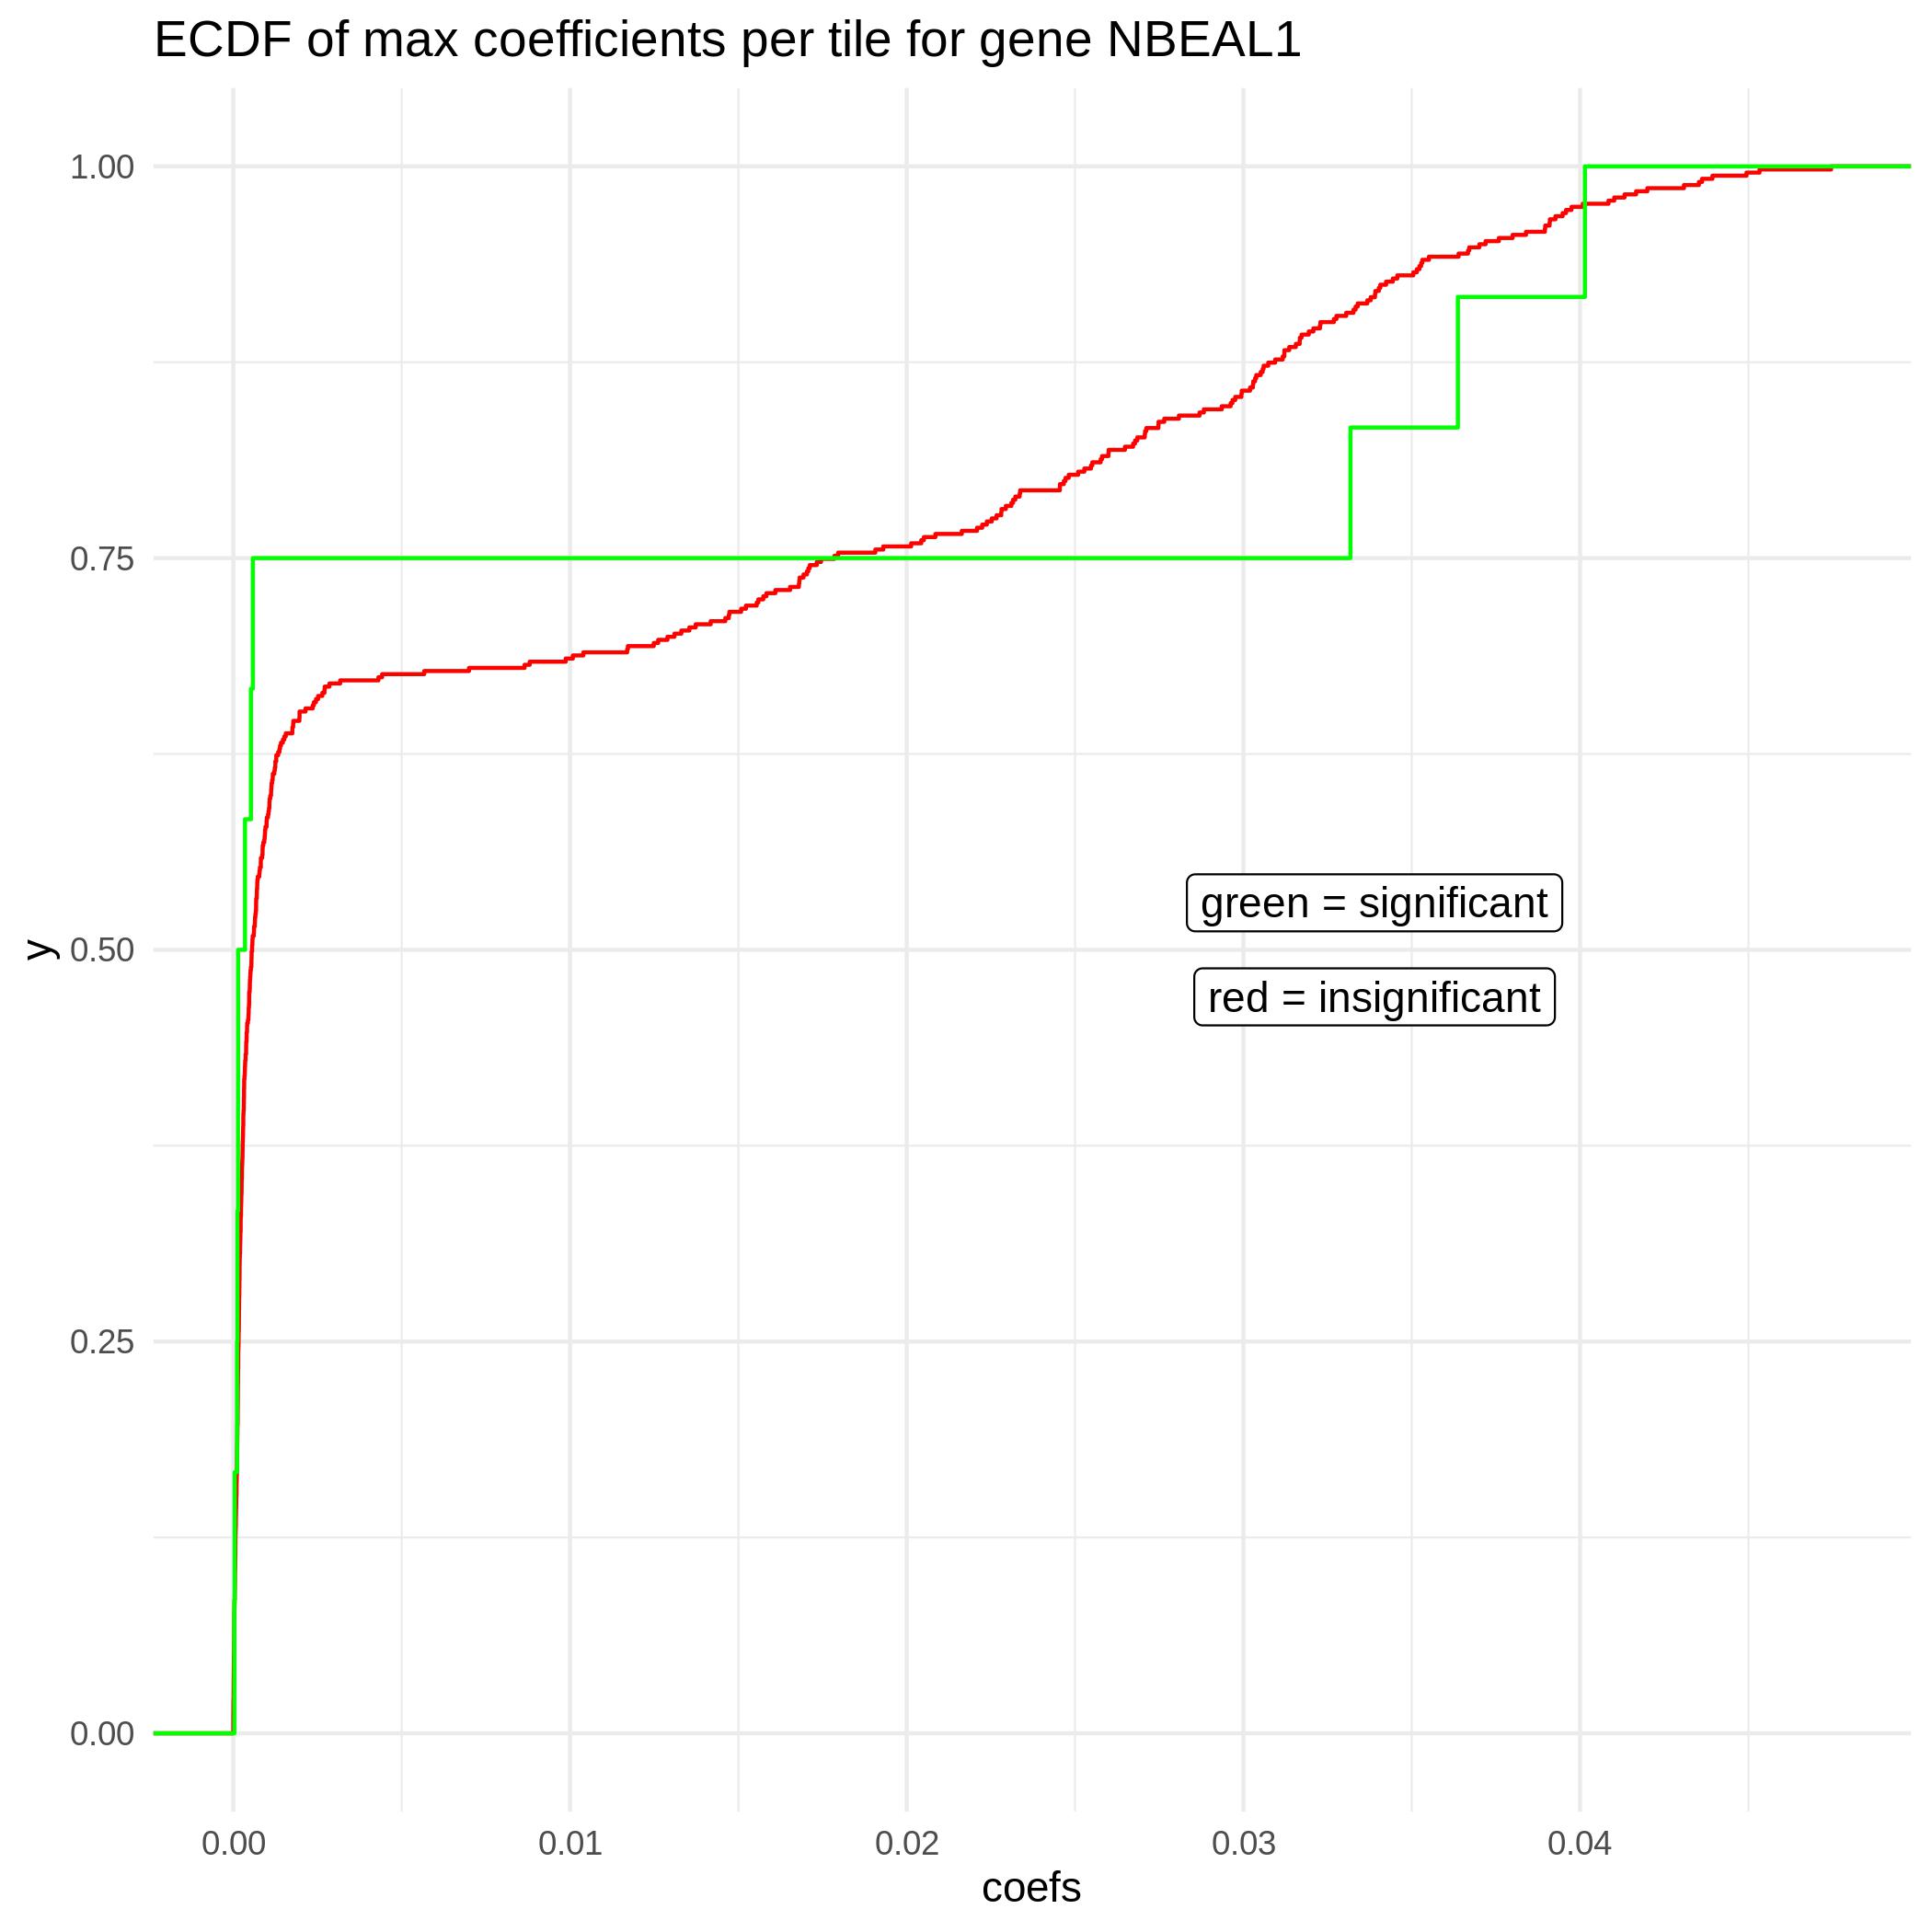 ECDF of max coefficients per tile for gene NBEAL1
1.00
0.75
0.50
0.25
0.00
y
green = significant
red = insignificant
0.00 0.01 0.02 0.03 0.04
coefs